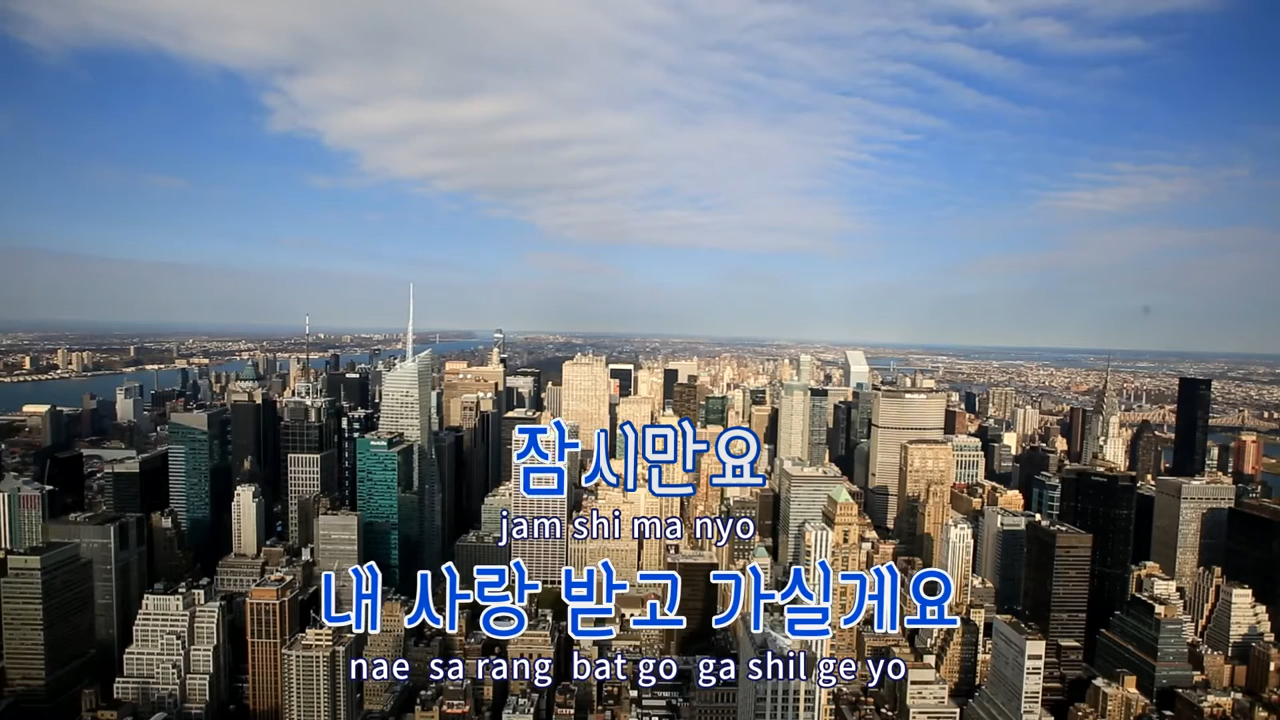 잠시만요
jam shi ma nyo
내 사랑 받고 가실게요
nae sa rang bat go ga shil ge yo